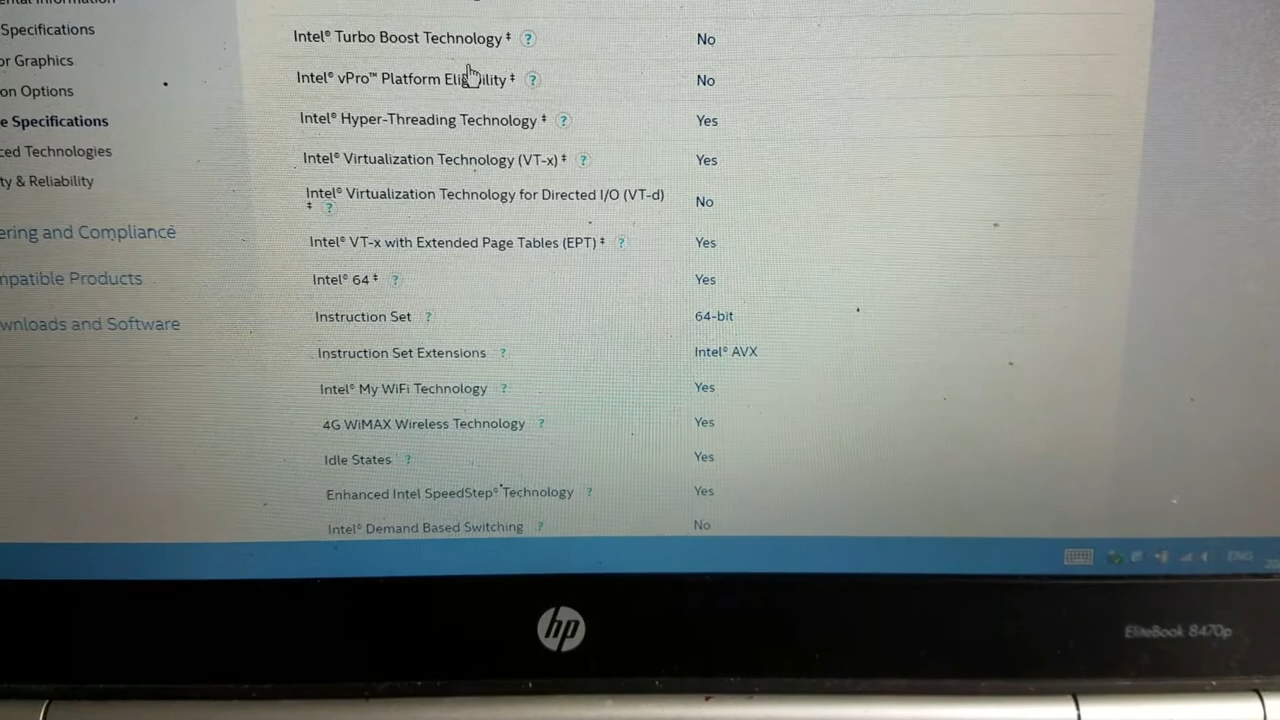 Specifications
Intel® Turbo Boost Technology ‡ ? No
or Graphics
Intel® vPro™ Platform ‡ ? No
on Options
Intel® Hyper-Threading Technology ‡ ? Yes
e Specifications
ced Technologies
Intel® Virtualization Technology (VT-x) ‡ ? Yes
ty & Reliability
Intel® Virtualization Technology for Directed I/O (VT-d)
‡ ? No
ering and Compliance
Intel® VT-x with Extended Page Tables (EPT) ‡ ? Yes
mpatible Products
Intel® 64 ‡ ? Yes
wnloads and Software
Instruction Set ? 64-bit
Instruction Set Extensions ? Intel® AVX
Intel® My WiFi Technology ? Yes
4G WiMAX Wireless Technology ? Yes
Idle States ? Yes
Enhanced Intel SpeedStep® Technology ? Yes
Intel® Demand Based Switching ? No
ENG
hp
EliteBook 8470p